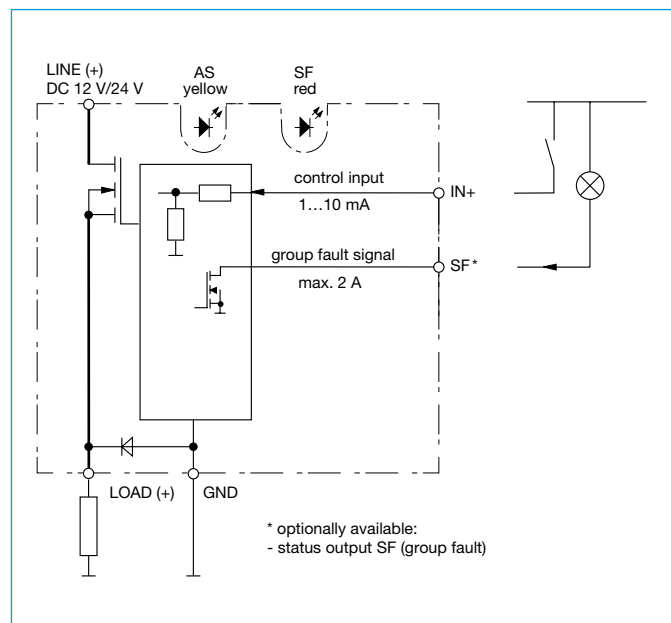 LINE (+)
DC 12 V/24 V
AS
yellow
SF
red
control input
1...10 mA
IN+
group fault signal
max. 2 A
SF*
LOAD (+)
GND
* optionally available:
- status output SF (group fault)